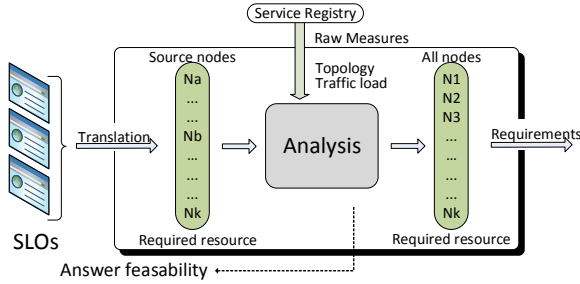 Service Registry
Raw Measures
Source nodes
All nodes
Topology
Traffic load
Na
...
...
Nb
...
...
...
Nk
N1
N2
N3
...
...
...
...
Nk
Translation
Analysis
Requirements
Required resource
Required resource
SLOs
Answer feasability